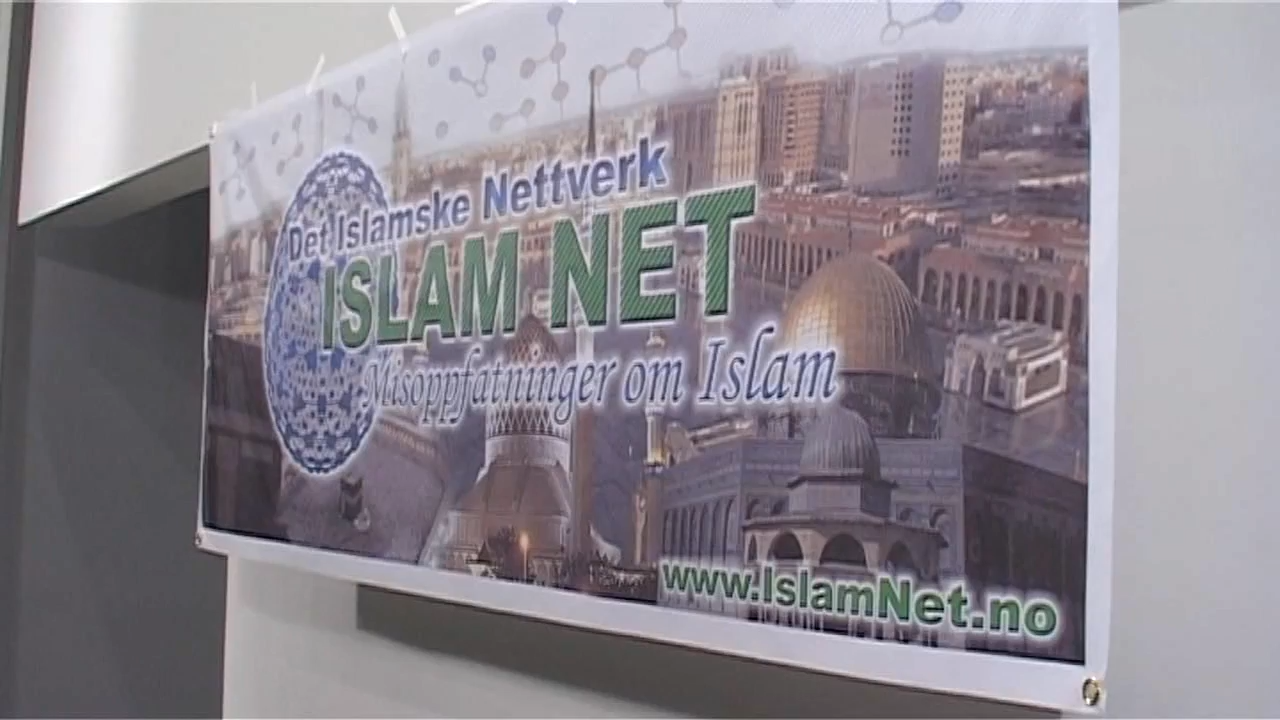 Det Islamske Nettverk
ISLAM NET
Misoppfatninger om Islam
www.IslamNet.no